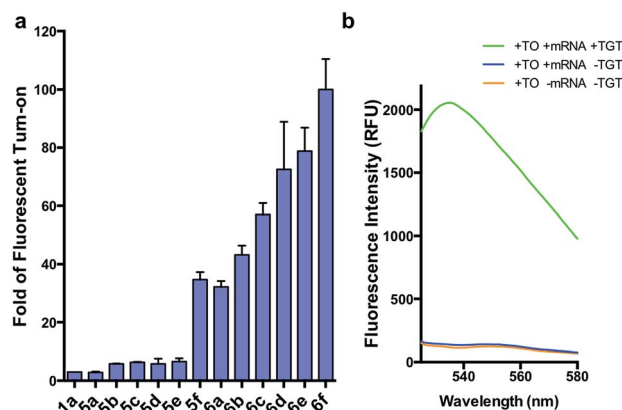 a
Fold of Fluorescent Turn-on
120
100
80
60
40
20
0
1a 5a 5b 5c 5d 5e 5f 6a 6b 6c 6d 6e 6f
b
+TO +mRNA +TGT
+TO +mRNA -TGT
+TO -mRNA -TGT
Fluorescence Intensity (RFU)
2000
1500
1000
500
0
540 560 580
Wavelength (nm)